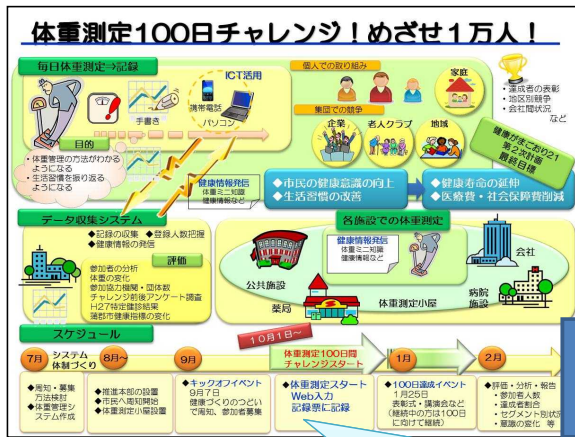 体重測定100日チャレンジ！めざせ１万人！
毎日体重測定⇒記録
ICT活用
手書き
携帯電話
パソコン
目的
・体重管理の方法がわかる
ようになる
・生活習慣を振り返る
ようになる
健康情報発信
体重ミニ知識
健康情報など
個人での取り組み
家庭
集団での競争
企業
老人クラブ
地域
・達成者の表彰
・地区別競争
・会社間状況
など
健康がまごおり21
第２次計画
最終目標
◆市民の健康意識の向上
◆生活習慣の改善
◆健康寿命の延伸
◆医療費・社会保障費削減
データ収集システム
◆記録の収集 ◆登録人数把握
◆健康情報の発信
評価
参加者の分析
体重の変化
参加協力機関・団体数
チャレンジ前後アンケート調査
H27特定健診結果
蒲郡市健康指標の変化
各施設での体重測定
健康情報発信
体重ミニ知識
健康情報など
公共施設
薬局
体重測定小屋
会社
病院
施設
スケジュール
10月1日～
7月
システム
体制づくり
8月～
9月
体重測定100日間
チャレンジスタート
1月
2月
◆周知・募集
方法検討
◆体重管理シ
ステム作成
◆推進本部の設置
◆市民へ周知開始
◆体重測定小屋設置
◆キックオフイベント
9月7日
健康づくりのつどい
で周知、参加者募集
◆体重測定スタート
Web入力
記録票に記録
◆100日達成イベント
1月25日
表彰式・講演会など
（継続中の方は100日
に向けて継続）
◆評価・分析・報告
・参加者人数
・達成者割合
・セグメント別状況
・意識の変化 等